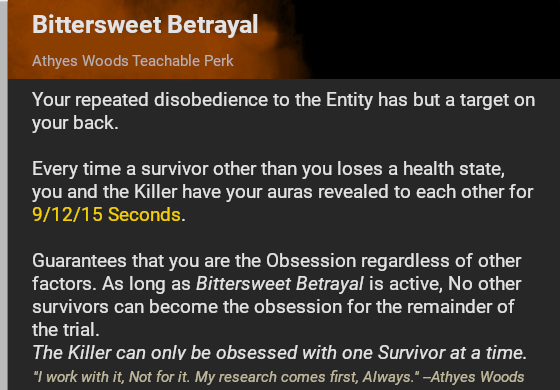 Bittersweet Betrayal
Athyes Woods Teachable Perk
Your repeated disobedience to the Entity has but a target on
your back.
Every time a survivor other than you loses a health state,
you and the Killer have your auras revealed to each other for
9/12/15 Seconds.
Guarantees that you are the Obsession regardless of other
factors. As long as Bittersweet Betrayal is active, No other
survivors can become the obsession for the remainder of
the trial.
The Killer can only be obsessed with one Survivor at a time.
"I work with it, Not for it. My research comes first, Always." --Athyes Woods